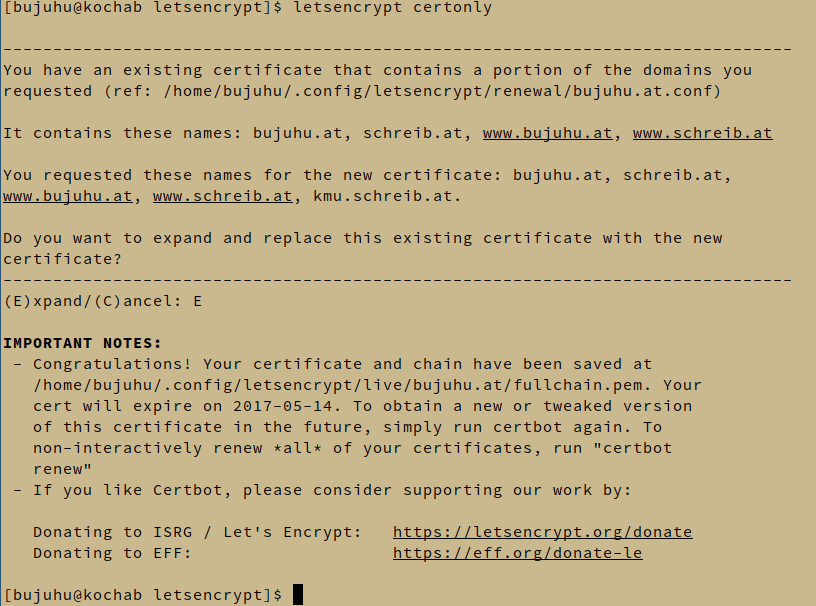 [bujuhu@kochab letsencrypt]$ letsencrypt certonly
-------------------------------------------------------------------------------
You have an existing certificate that contains a portion of the domains you
requested (ref: /home/bujuhu/.config/letsencrypt/renewal/bujuhu.at.conf)
It contains these names: bujuhu.at, schreib.at, www.bujuhu.at, www.schreib.at
You requested these names for the new certificate: bujuhu.at, schreib.at,
www.bujuhu.at, www.schreib.at, kmu.schreib.at.
Do you want to expand and replace this existing certificate with the new
certificate?
-------------------------------------------------------------------------------
(E)xpand/(C)ancel: E
IMPORTANT NOTES:
- Congratulations! Your certificate and chain have been saved at
/home/bujuhu/.config/letsencrypt/live/bujuhu.at/fullchain.pem. Your
cert will expire on 2017-05-14. To obtain a new or tweaked version
of this certificate in the future, simply run certbot again. To
non-interactively renew *all* of your certificates, run "certbot
renew"
- If you like Certbot, please consider supporting our work by:
Donating to ISRG / Let's Encrypt: https://letsencrypt.org/donate
Donating to EFF: https://eff.org/donate-le
[bujuhu@kochab letsencrypt]$